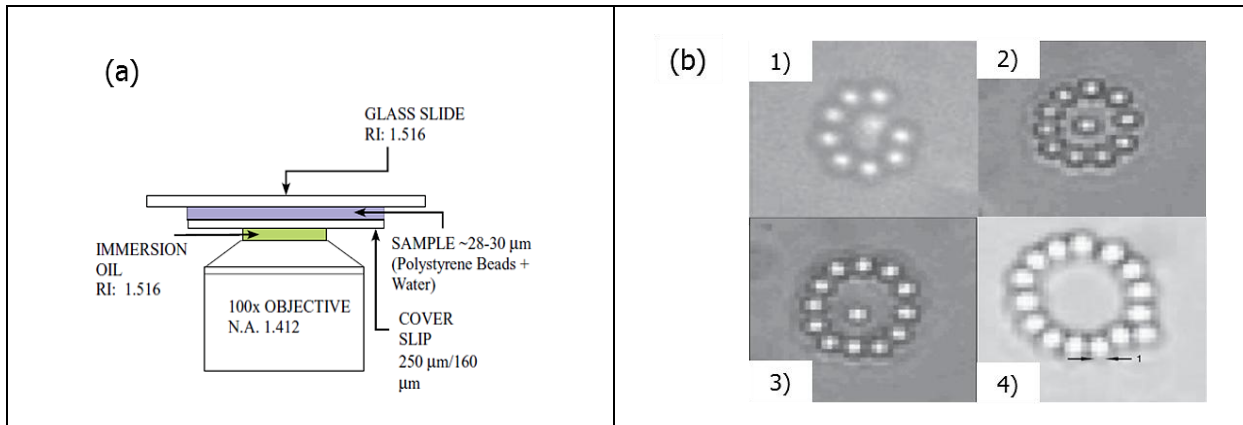 (a)
GLASS SLIDE
RI: 1.516
IMMERSION
OIL
RI: 1.516
SAMPLE ~28-30 μm
(Polystyrene Beads +
Water)
100x OBJECTIVE
N.A. 1.412
COVER
SLIP
250 μm/160
μm
(b)
1)
2)
3)
4)
1